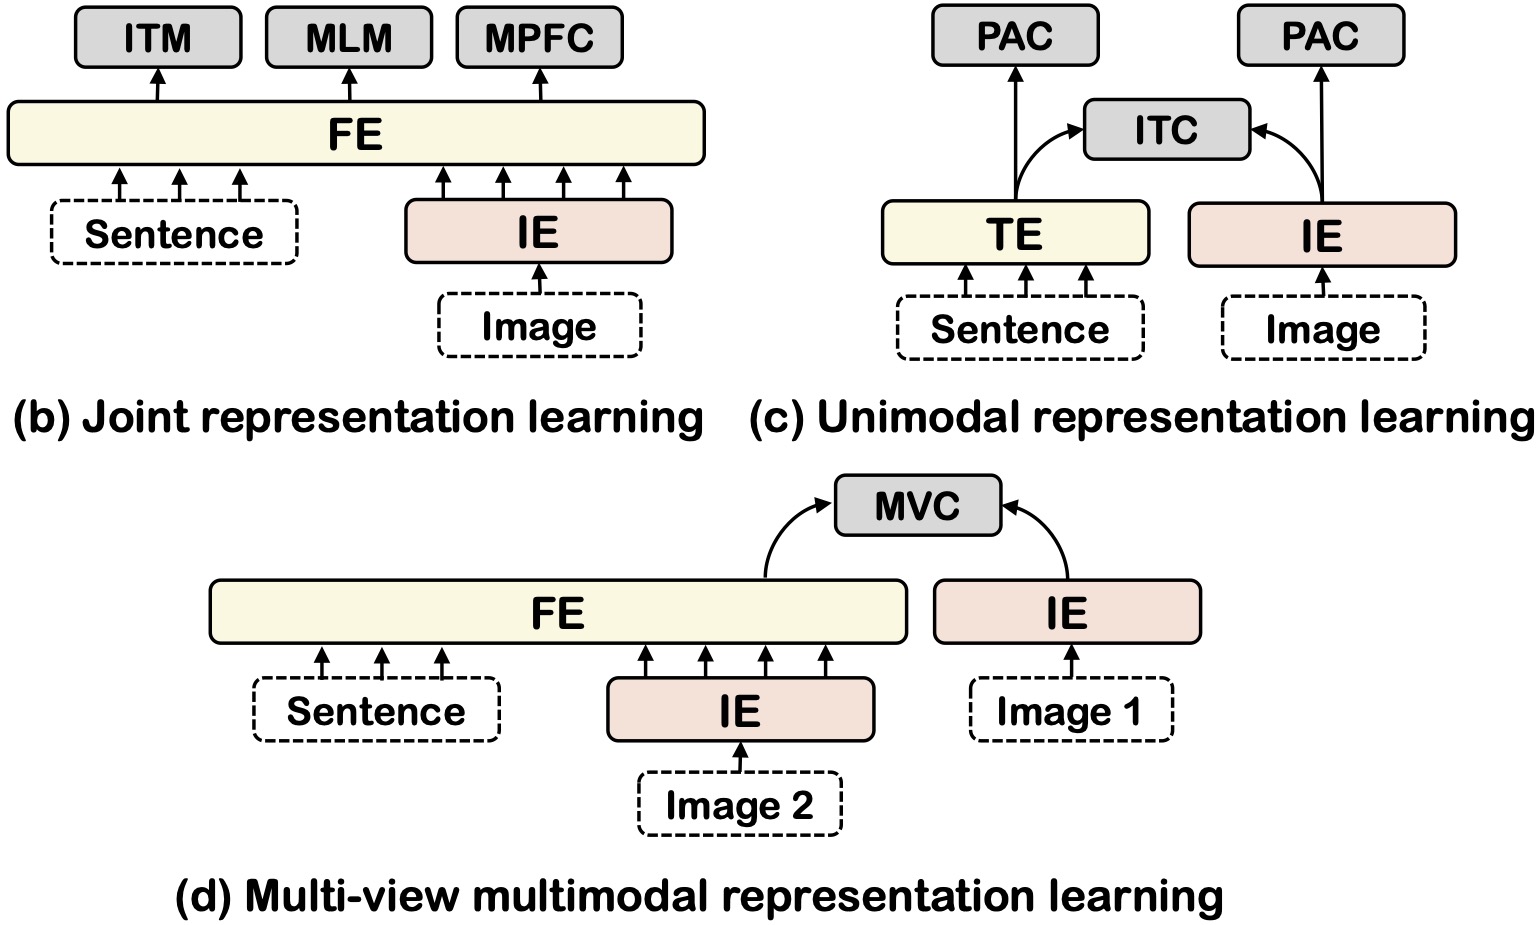 ITM MLM MPFC
FE
Sentence IE
Image
(b) Joint representation learning
PAC PAC
ITC
TE IE
Sentence Image
(c) Unimodal representation learning
MVC
FE IE
Sentence IE Image 1
Image 2
(d) Multi-view multimodal representation learning